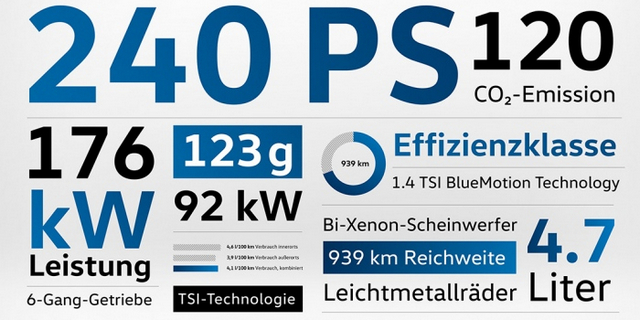 240 PS
120
CO₂-Emission
176
kW
Leistung
6-Gang-Getriebe
123 g
92 kW
4,6 l/100 km Verbrauch innerorts
3,9 l/100 km Verbrauch außerorts
4,1 l/100 km Verbrauch, kombiniert
TSI-Technologie
939 km
Effizienzklasse
1.4 TSI BlueMotion Technology
Bi-Xenon-Scheinwerfer
939 km Reichweite
Leichtmetallräder
4.7
Liter